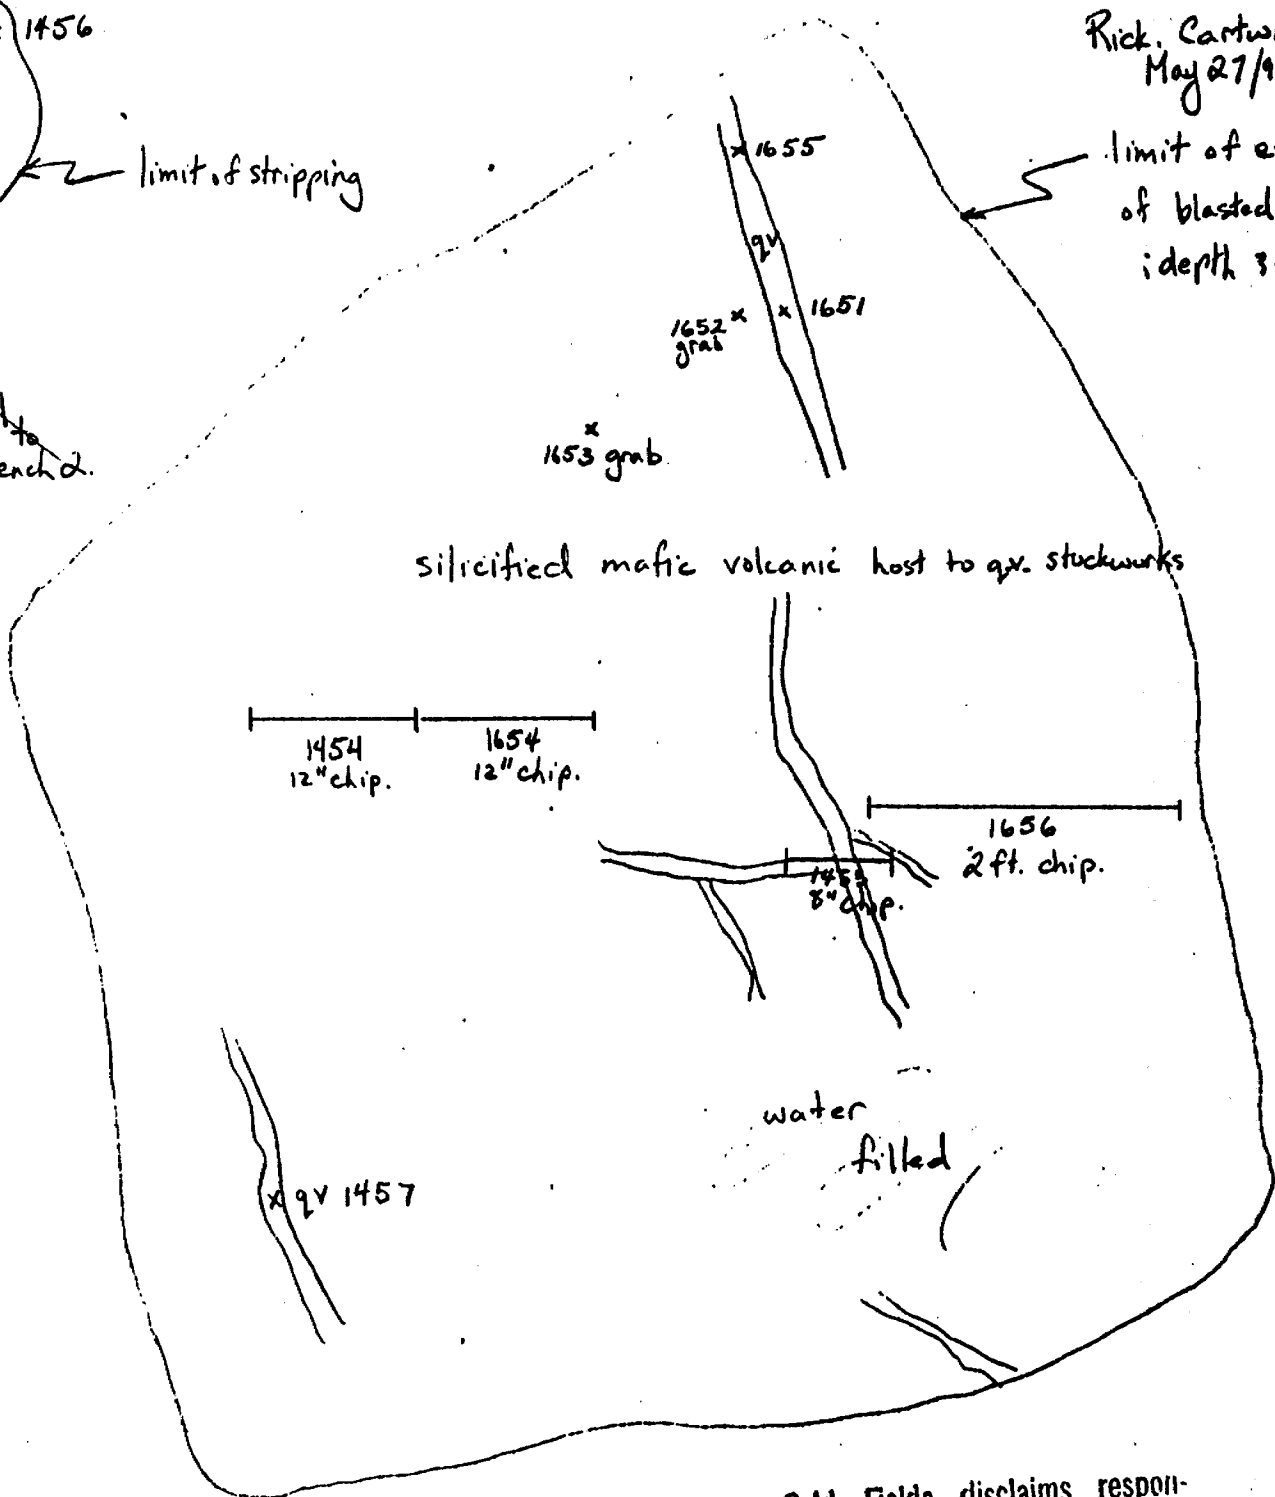 1456
Rick. Cartw
May 27/9
limit of stripping
limit of e
of blasted
; depth 3
1655
qv
1651
1652
grab
1653 grab
to
ench 2.
silicified mafic volcanic host to q.v. stockworks
1454
12" chip.
1654
12" chip.
1656
2 ft. chip.
1455
8" chip.
water
filled
qv 1457
Fields disclaims respon-